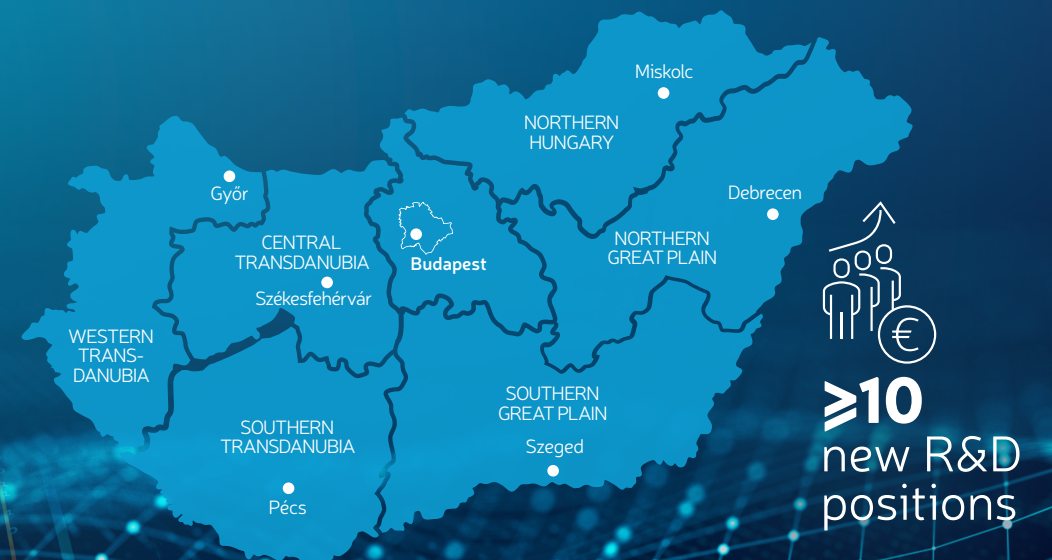 Miskolc
NORTHERN
HUNGARY
Győr
Debrecen
CENTRAL
TRANSDANUBIA
Székesfehérvár
Budapest
NORTHERN
GREAT PLAIN
WESTERN
TRANS-
DANUBIA
SOUTHERN
TRANSDANUBIA
Pécs
SOUTHERN
GREAT PLAIN
Szeged
€
⩾10
new R&D
positions